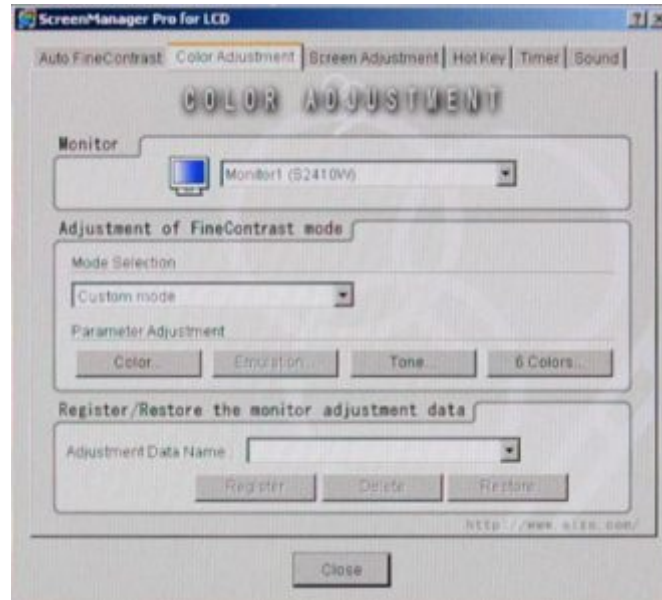 ScreenManager Pro for LCD
Auto FineContrast Color Adjustment Screen Adjustment Hot Key Timer Sound
COLOR ADJUSTMENT
Monitor
Monitor1 (S2410W)
Adjustment of FineContrast mode
Mode Selection
Custom mode
Parameter Adjustment
Color... Emulation... Tone... 6 Colors...
Register/Restore the monitor adjustment data
Adjustment Data Name :
Register... Delete... Restore...
http://www.eizo.com/
Close